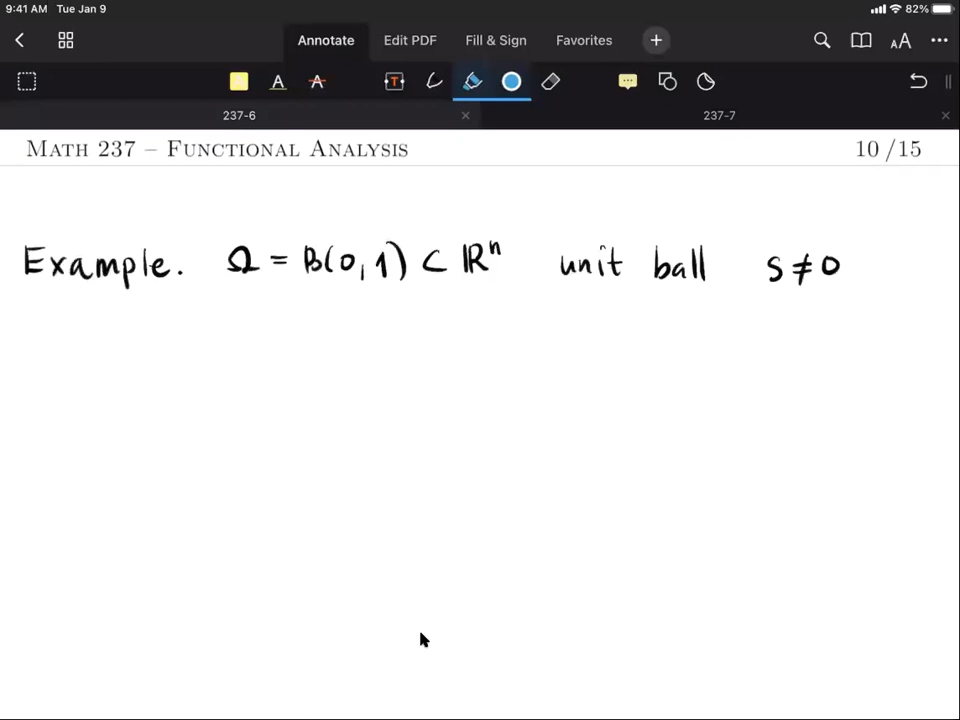 9:41 AM Tue Jan 9 82%
Annotate Edit PDF Fill & Sign Favorites + AA
A A T
237-6 × 237-7 ×
MATH 237 – FUNCTIONAL ANALYSIS 10 / 15
Example. Ω = B(0, 1) ⊂ ℝⁿ unit ball s ≠ 0